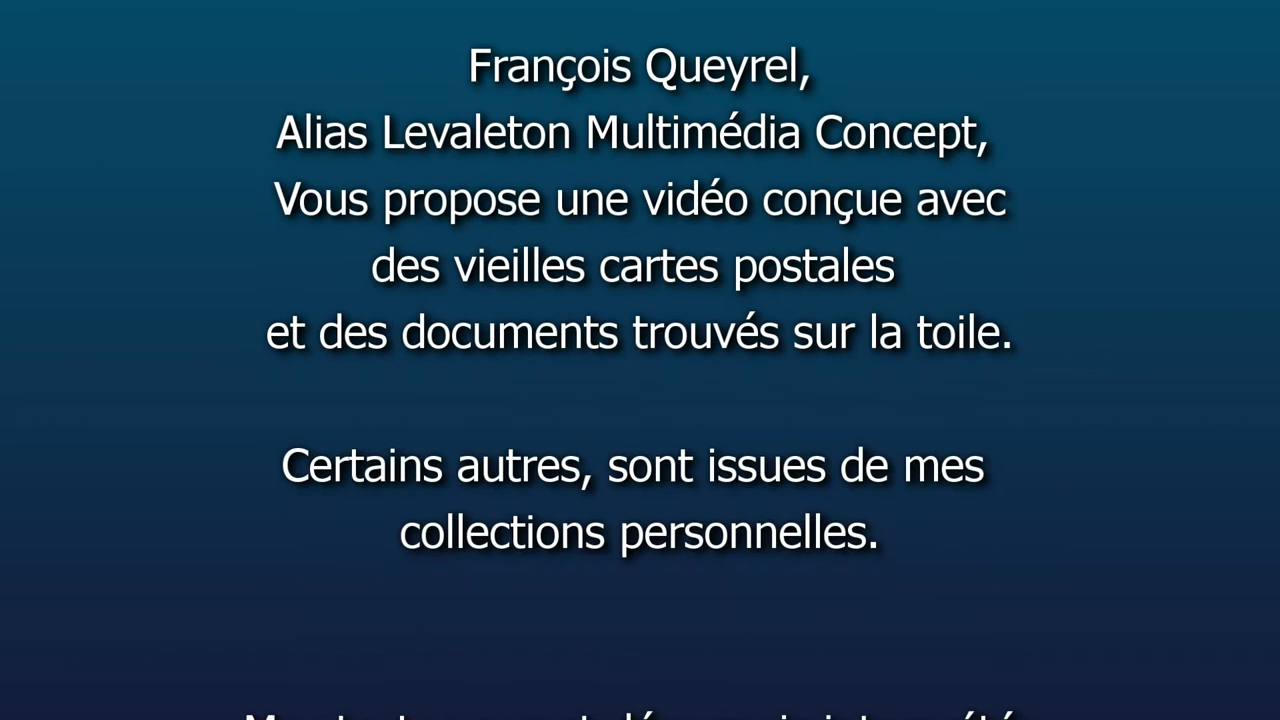 François Queyrel,
Alias Levaleton Multimédia Concept,
Vous propose une vidéo conçue avec
des vieilles cartes postales
et des documents trouvés sur la toile.
Certains autres, sont issues de mes
collections personnelles.